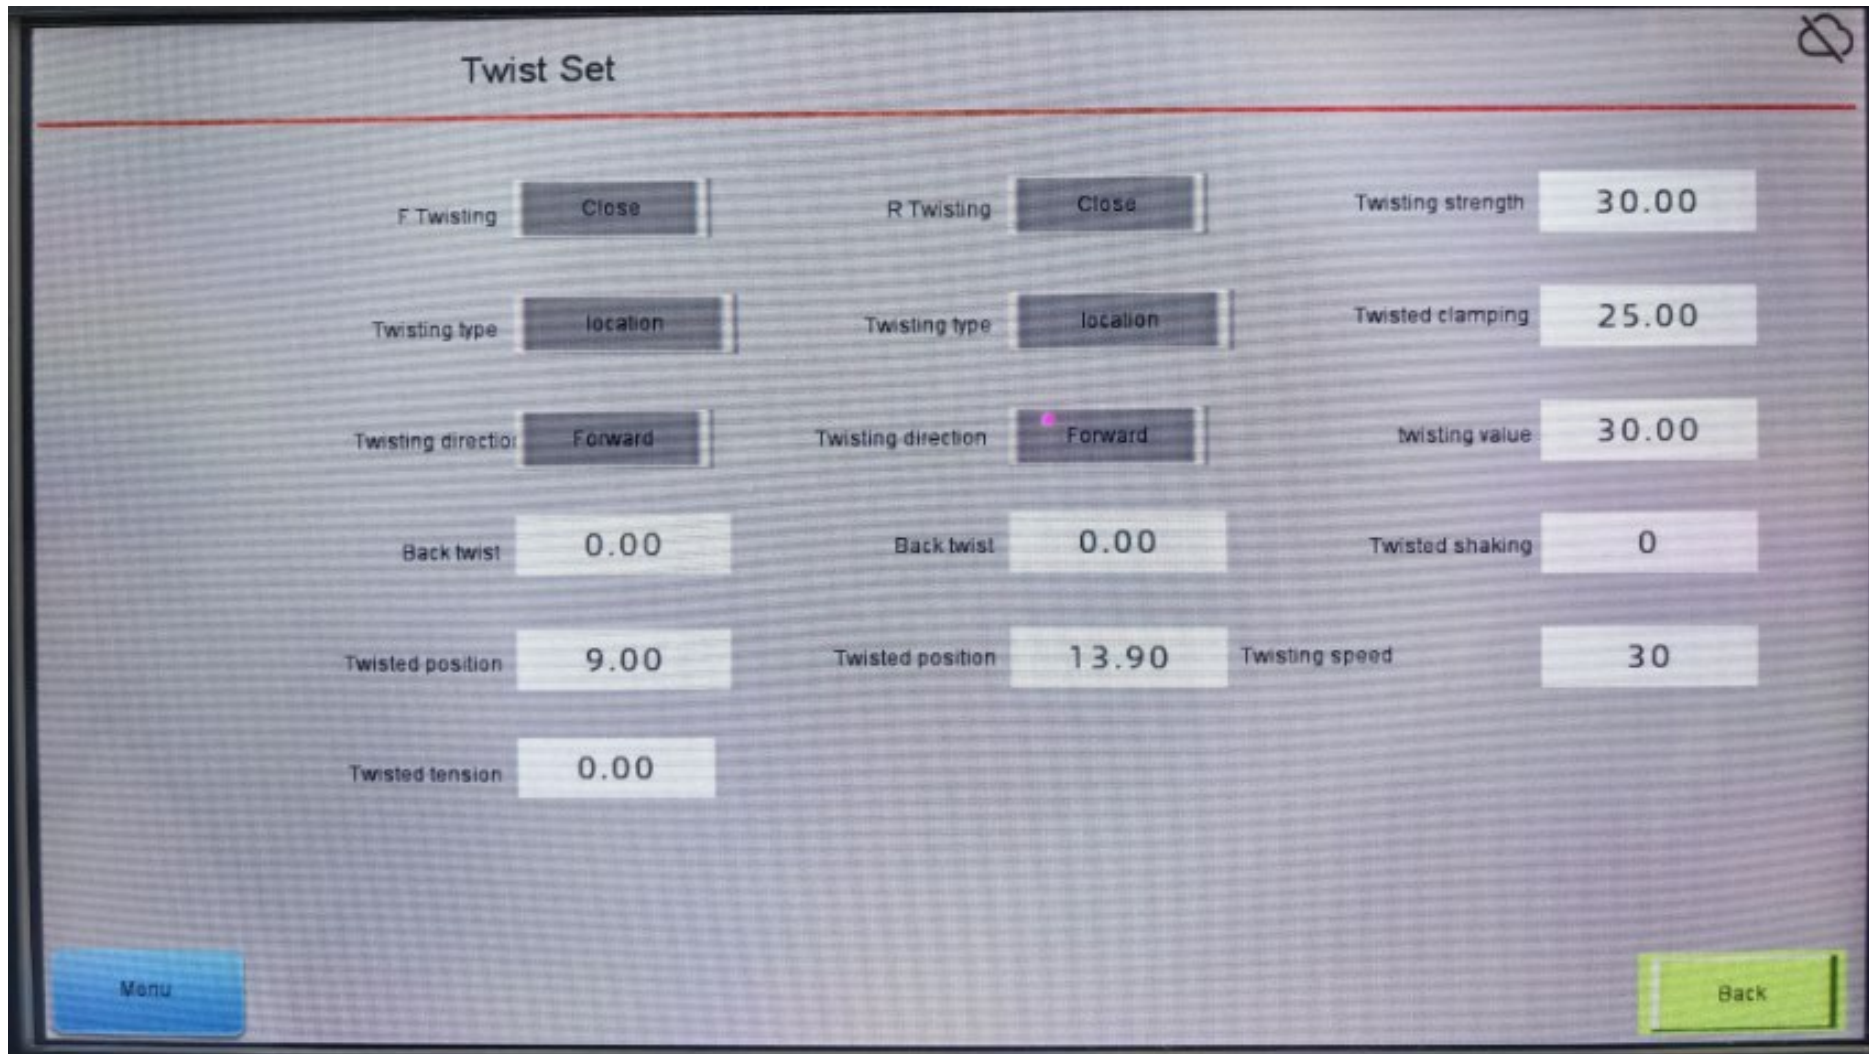 Twist Set
F Twisting Close R Twisting Close Twisting strength 30.00
Twisting type location Twisting type location Twisted clamping 25.00
Twisting directio Forward Twisting direction Forward twisting value 30.00
Back twist 0.00 Back twist 0.00 Twisted shaking 0
Twisted position 9.00 Twisted position 13.90 Twisting speed 30
Twisted tension 0.00
Menu Back